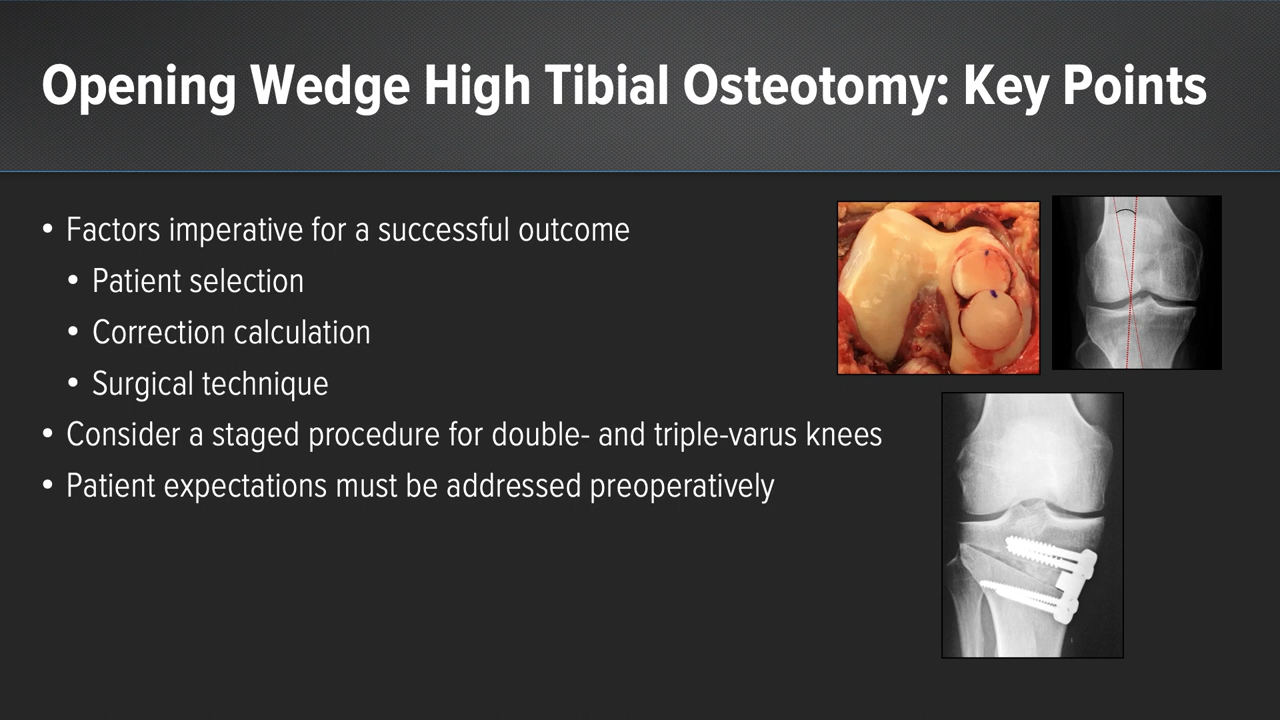 Opening Wedge High Tibial Osteotomy: Key Points
• Factors imperative for a successful outcome
• Patient selection
• Correction calculation
• Surgical technique
• Consider a staged procedure for double- and triple-varus knees
• Patient expectations must be addressed preoperatively